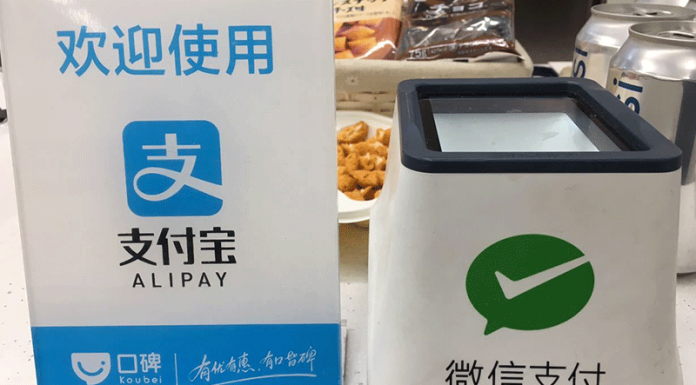 欢迎使用
支
支付宝
ALIPAY
口碑
Koubei
有优有惠，有口皆碑
微信支付